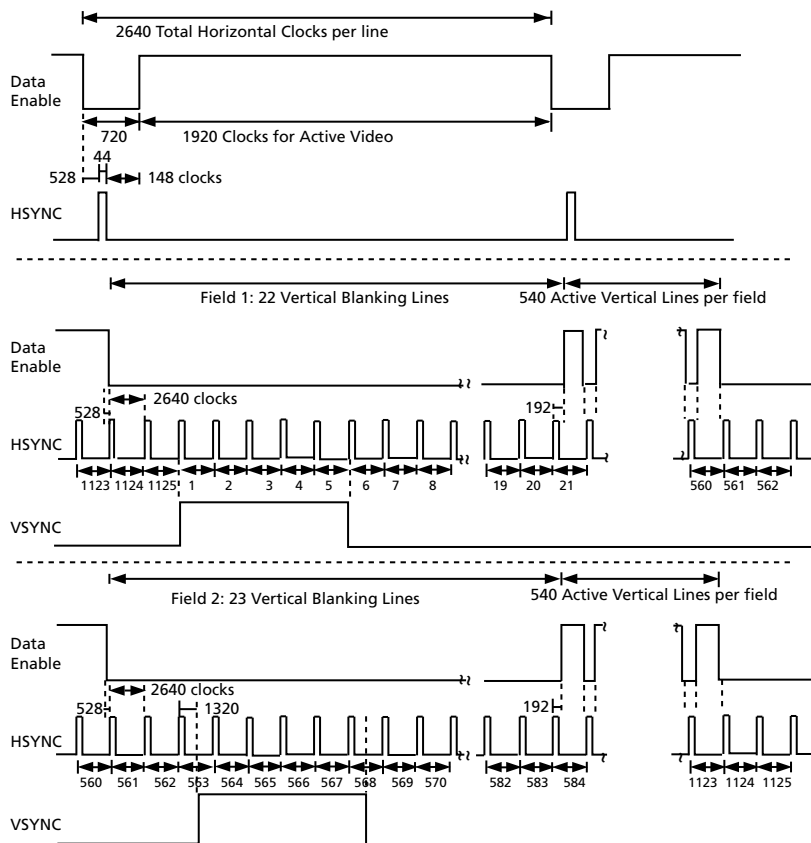 2640 Total Horizontal Clocks per line
Data
Enable
720
1920 Clocks for Active Video
44
528
148 clocks
HSYNC
Field 1: 22 Vertical Blanking Lines
540 Active Vertical Lines per field
Data
Enable
2640 clocks
528
192
HSYNC
1123 1124 1125 1 2 3 4 5 6 7 8 19 20 21 560 561 562
VSYNC
Field 2: 23 Vertical Blanking Lines
540 Active Vertical Lines per field
Data
Enable
2640 clocks
528
1320
192
HSYNC
560 561 562 563 564 565 566 567 568 569 570 582 583 584 1123 1124 1125
VSYNC